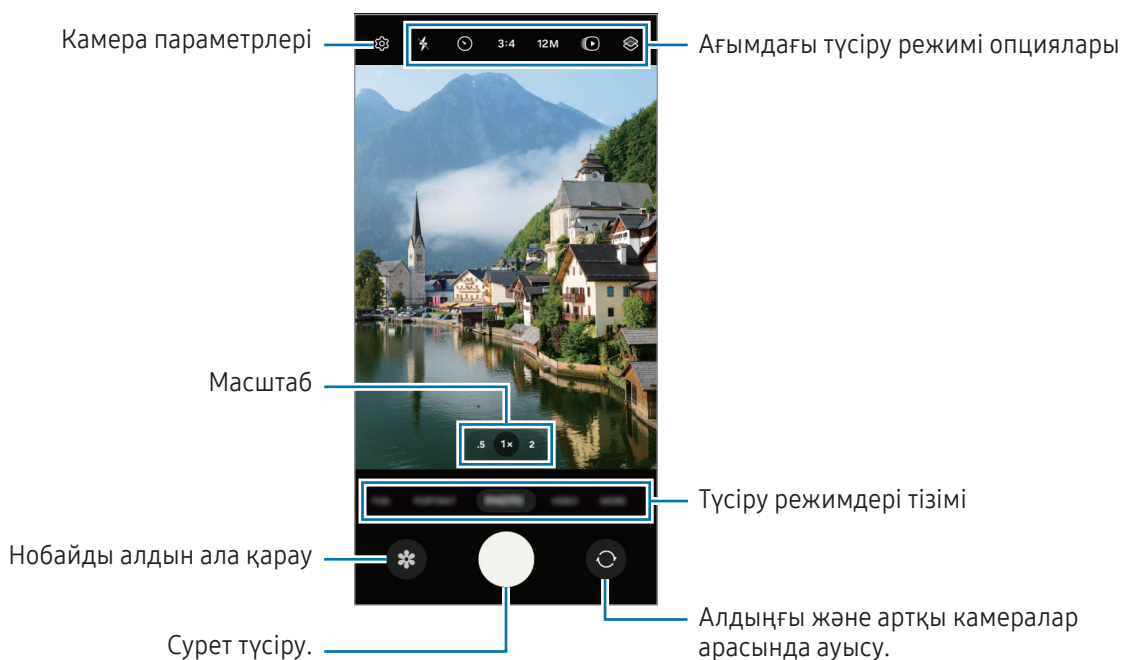 Камера параметрлері
3:4
12M
Ағымдағы түсіру режимі опциялары
Масштаб
.5
1×
2
Түсіру режимдері тізімі
Нобайды алдын ала қарау
Сурет түсіру.
Алдыңғы және артқы камералар
арасында ауысу.